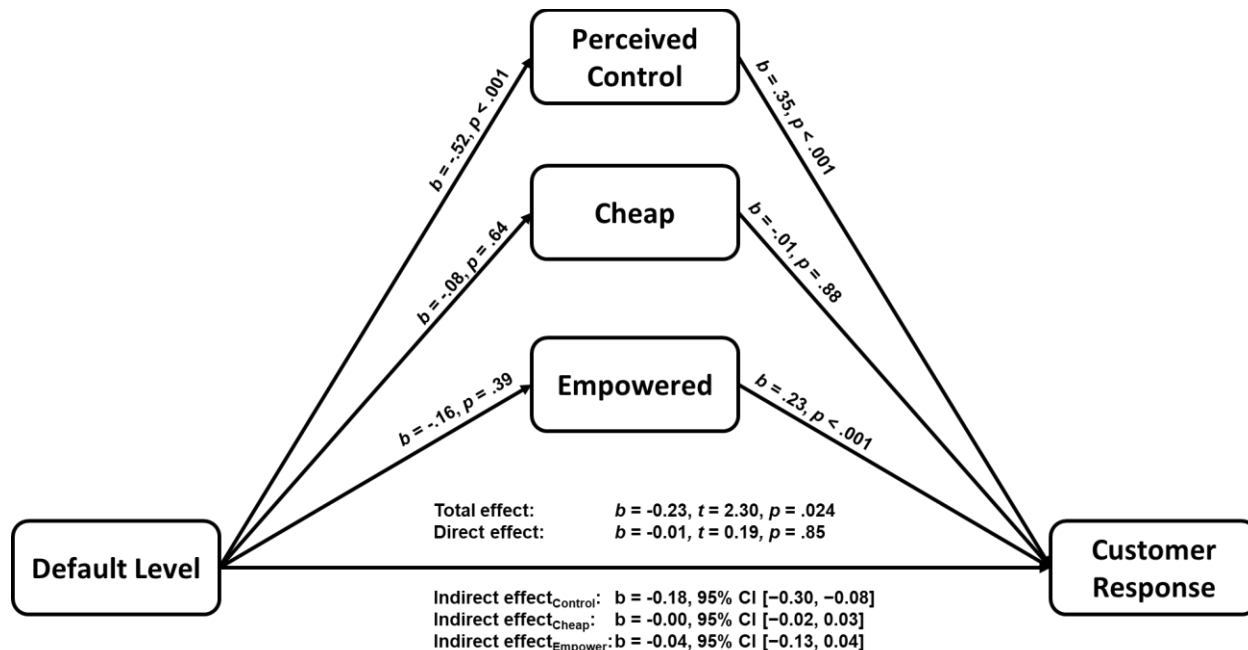 Perceived
Control
b = -.52, p < .001
b = .35, p < .001
Cheap
b = -.08, p = .64
b = -.01, p = .88
Empowered
b = -.16, p = .39
b = .23, p < .001
Total effect: b = -0.23, t = 2.30, p = .024
Direct effect: b = -0.01, t = 0.19, p = .85
Default Level
Customer
Response
Indirect effectControl: b = -0.18, 95% CI [−0.30, −0.08]
Indirect effectCheap: b = -0.00, 95% CI [−0.02, 0.03]
Indirect effectEmpower: b = -0.04, 95% CI [−0.13, 0.04]